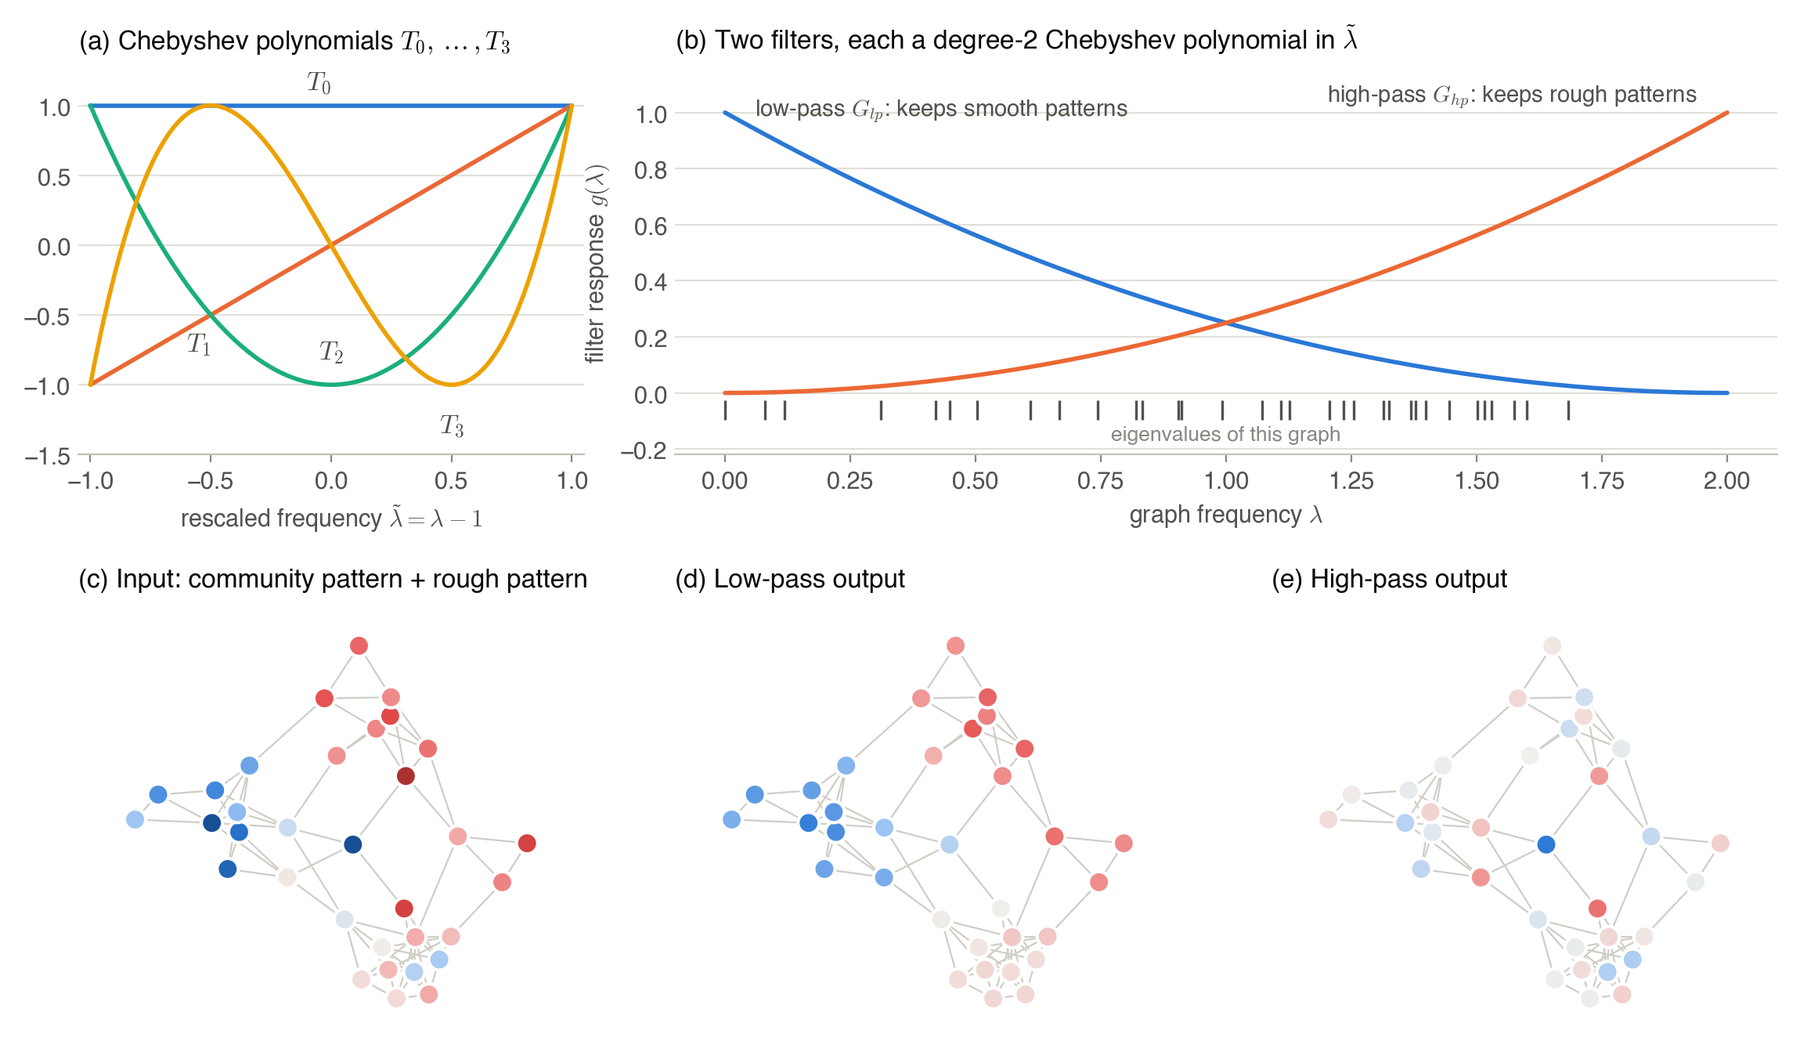 (a) Chebyshev polynomials T₀, …, T₃
T₀
1.0
0.5
0.0
−0.5
−1.0
−1.5
T₁
T₂
T₃
−1.0 −0.5 0.0 0.5 1.0
rescaled frequency λ̃ = λ − 1
(b) Two filters, each a degree-2 Chebyshev polynomial in λ̃
low-pass Gₗₚ: keeps smooth patterns
high-pass Gₕₚ: keeps rough patterns
filter response g(λ)
1.0
0.8
0.6
0.4
0.2
0.0
−0.2
eigenvalues of this graph
0.00 0.25 0.50 0.75 1.00 1.25 1.50 1.75 2.00
graph frequency λ
(c) Input: community pattern + rough pattern
(d) Low-pass output
(e) High-pass output